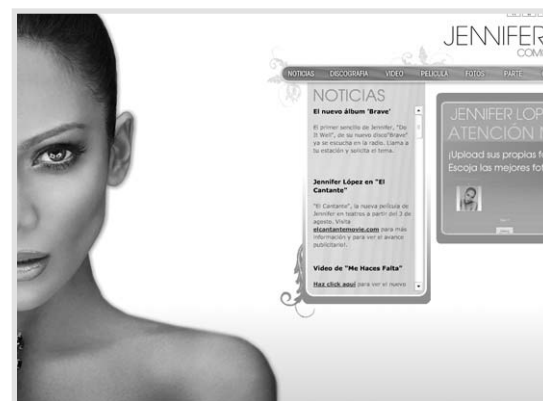 JENNIFER
COM
NOTICIAS DISCOGRAFIA VIDEO PELICULA FOTOS PARTE
NOTICIAS
El nuevo álbum "Brave"
El primer sencillo de Jennifer, "Do
It Well", de su nuevo disco"Brave"
ya se escucha en la radio. Llama a
tu estación y solicita el tema.
Jennifer López en "El
Cantante"
"El Cantante", la nueva película de
Jennifer en teatros a partir del 3 de
agosto. Visita
elcantantemovie.com para más
información y para ver el avance
publicitario!.
Video de "Me Haces Falta"
Haz click aquí para ver el nuevo
JENNIFER LOP
ATENCIÓN
¡Upload sus propias f
Escoja las mejores fot